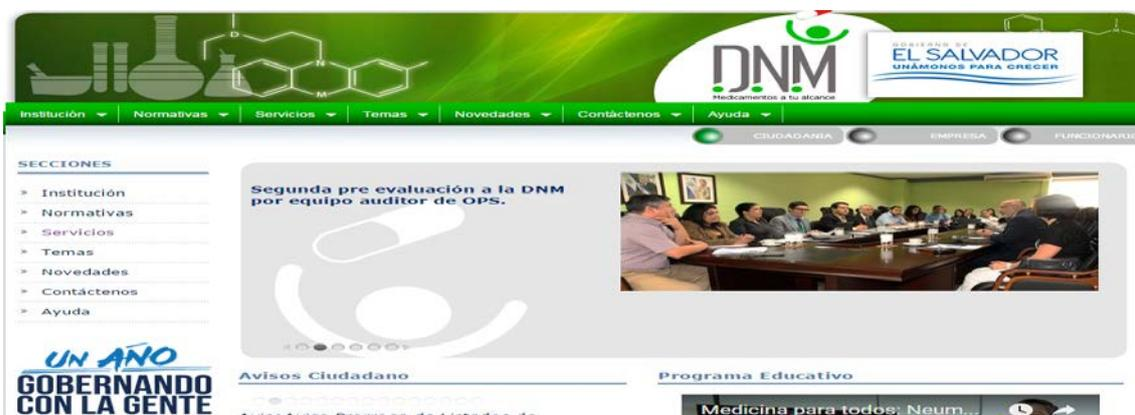 D
N
N
M
DNM
Medicamentos a tu alcance
GOBIERNO DE
EL SALVADOR
UNÁMONOS PARA CRECER
Institución Normativas Servicios Temas Novedades Contáctenos Ayuda
CIUDADANIA EMPRESA FUNCIONARIO
SECCIONES
Institución
Normativas
Servicios
Temas
Novedades
Contáctenos
Ayuda
Segunda pre evaluación a la DNM
por equipo auditor de OPS.
UN AÑO
GOBERNANDO
CON LA GENTE
Avisos Ciudadano
Programa Educativo
Medicina para todos: Neum...